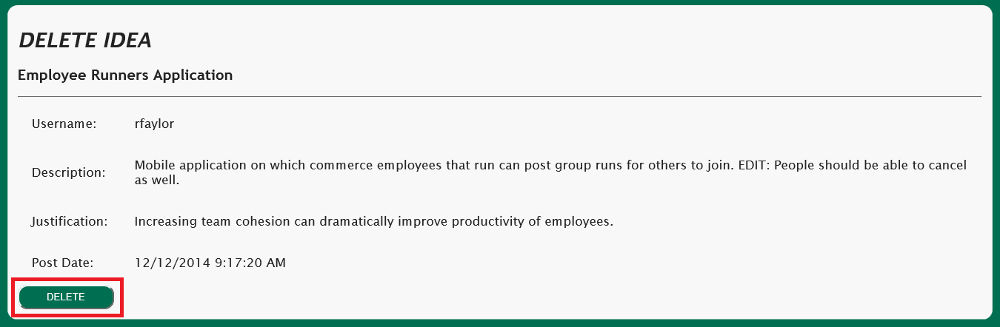 DELETE IDEA
Employee Runners Application
Username: rfaylor
Description: Mobile application on which commerce employees that run can post group runs for others to join. EDIT: People should be able to cancel
as well.
Justification: Increasing team cohesion can dramatically improve productivity of employees.
Post Date: 12/12/2014 9:17:20 AM
DELETE